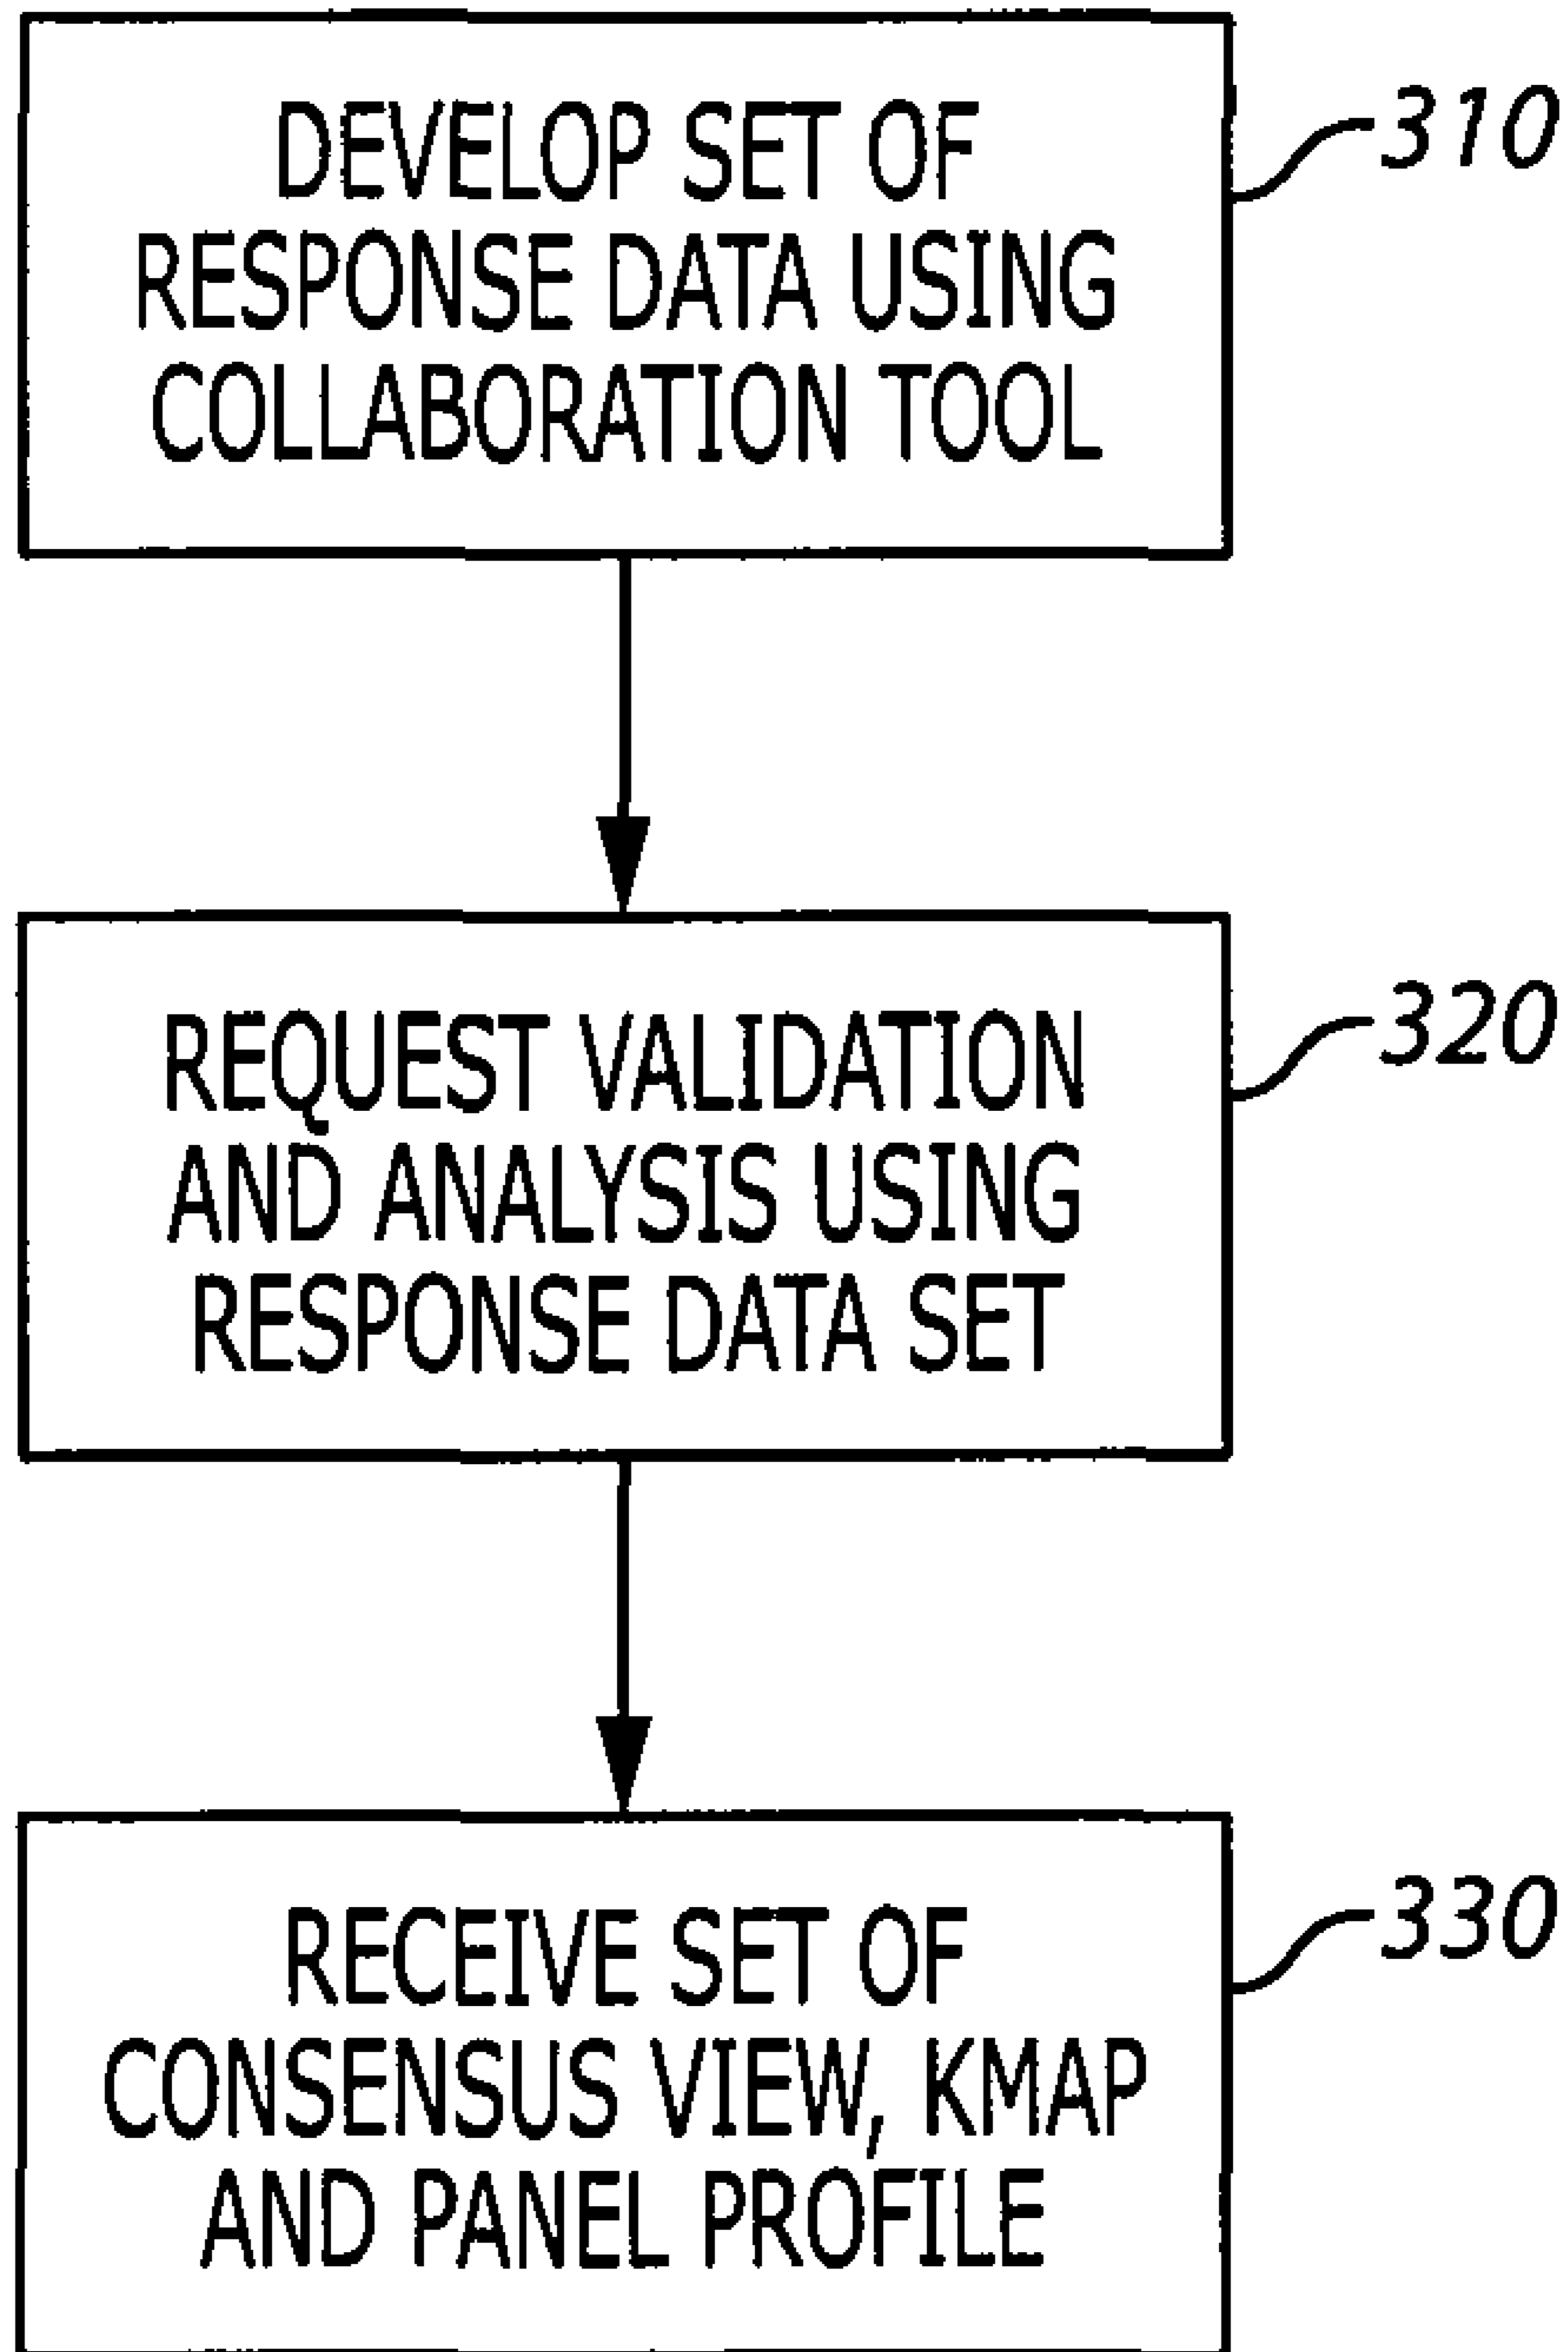 DEVELOP SET OF
RESPONSE DATA USING
COLLABORATION TOOL
310
REQUEST VALIDATION
AND ANALYSIS USING
RESPONSE DATA SET
320
RECEIVE SET OF
CONSENSUS VIEW, KMAP
AND PANEL PROFILE
330